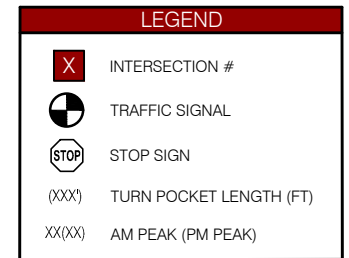 LEGEND
X INTERSECTION #
TRAFFIC SIGNAL
STOP STOP SIGN
(XXX') TURN POCKET LENGTH (FT)
XX(XX) AM PEAK (PM PEAK)